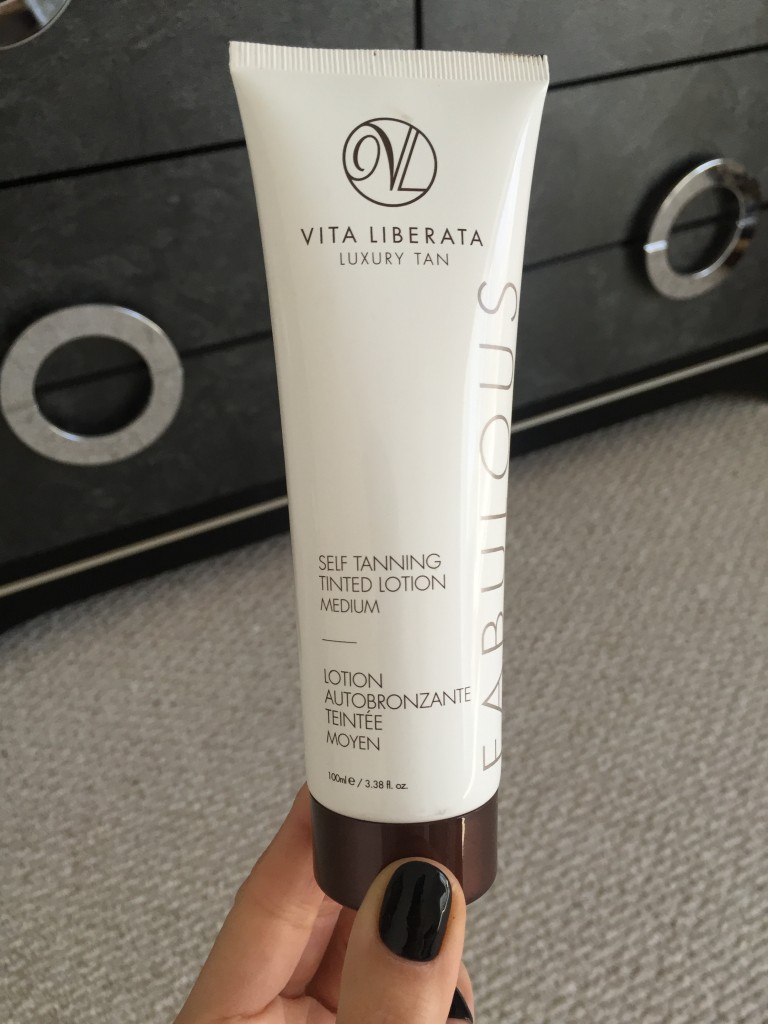 VL
VITA LIBERATA
LUXURY TAN
FABULOUS
SELF TANNING
TINTED LOTION
MEDIUM
LOTION
AUTOBRONZANTE
TEINTÉE
MOYEN
100ml e / 3.38 fl. oz.